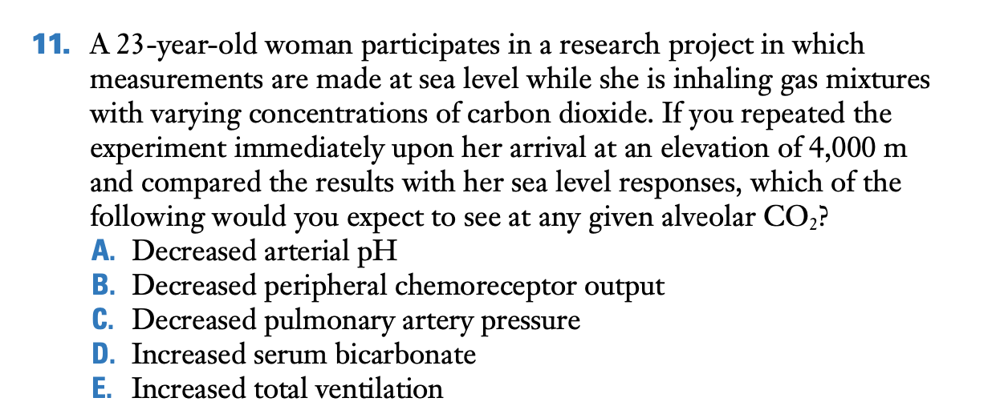 11. A 23-year-old woman participates in a research project in which
measurements are made at sea level while she is inhaling gas mixtures
with varying concentrations of carbon dioxide. If you repeated the
experiment immediately upon her arrival at an elevation of 4,000 m
and compared the results with her sea level responses, which of the
following would you expect to see at any given alveolar CO₂?
A. Decreased arterial pH
B. Decreased peripheral chemoreceptor output
C. Decreased pulmonary artery pressure
D. Increased serum bicarbonate
E. Increased total ventilation